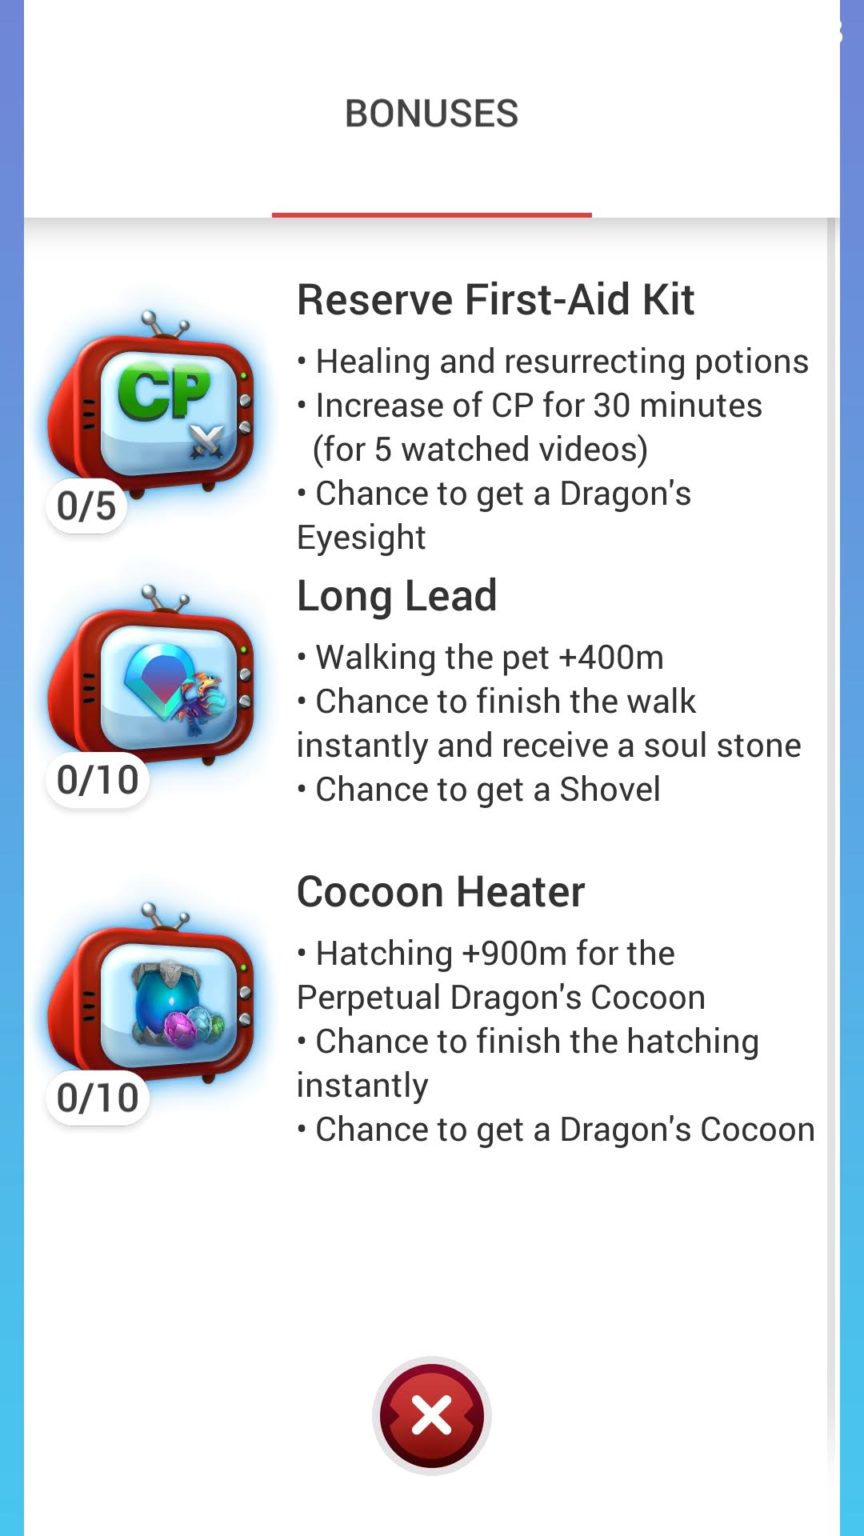 BONUSES
Reserve First-Aid Kit
• Healing and resurrecting potions
• Increase of CP for 30 minutes
(for 5 watched videos)
• Chance to get a Dragon's
Eyesight
CP
0/5
Long Lead
• Walking the pet +400m
• Chance to finish the walk
instantly and receive a soul stone
• Chance to get a Shovel
0/10
Cocoon Heater
• Hatching +900m for the
Perpetual Dragon's Cocoon
• Chance to finish the hatching
instantly
• Chance to get a Dragon's Cocoon
0/10